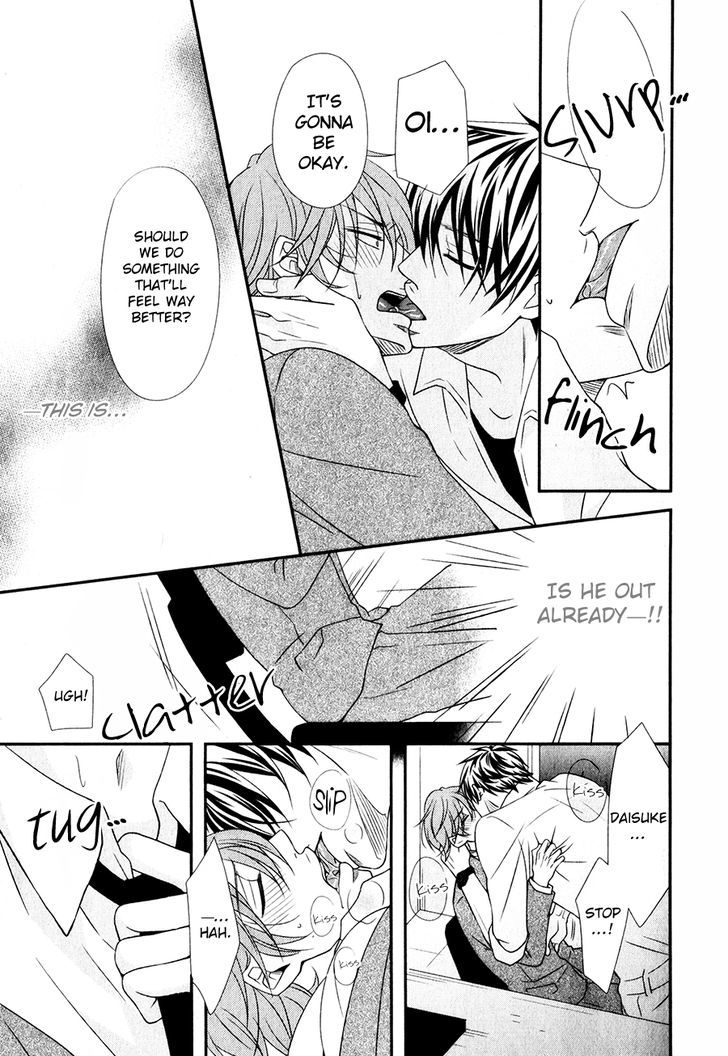 Slurp...
flinch
OI...
IT'S
GONNA
BE
OKAY.
SHOULD
WE DO
SOMETHING
THAT'LL
FEEL WAY
BETTER?
—THIS IS...
IS HE OUT
ALREADY—!!
UGH!
clatter
DAISUKE
...
STOP
...!
Kiss
Kiss
SLIP
—...
HAH.
Kiss
Kiss
tug...